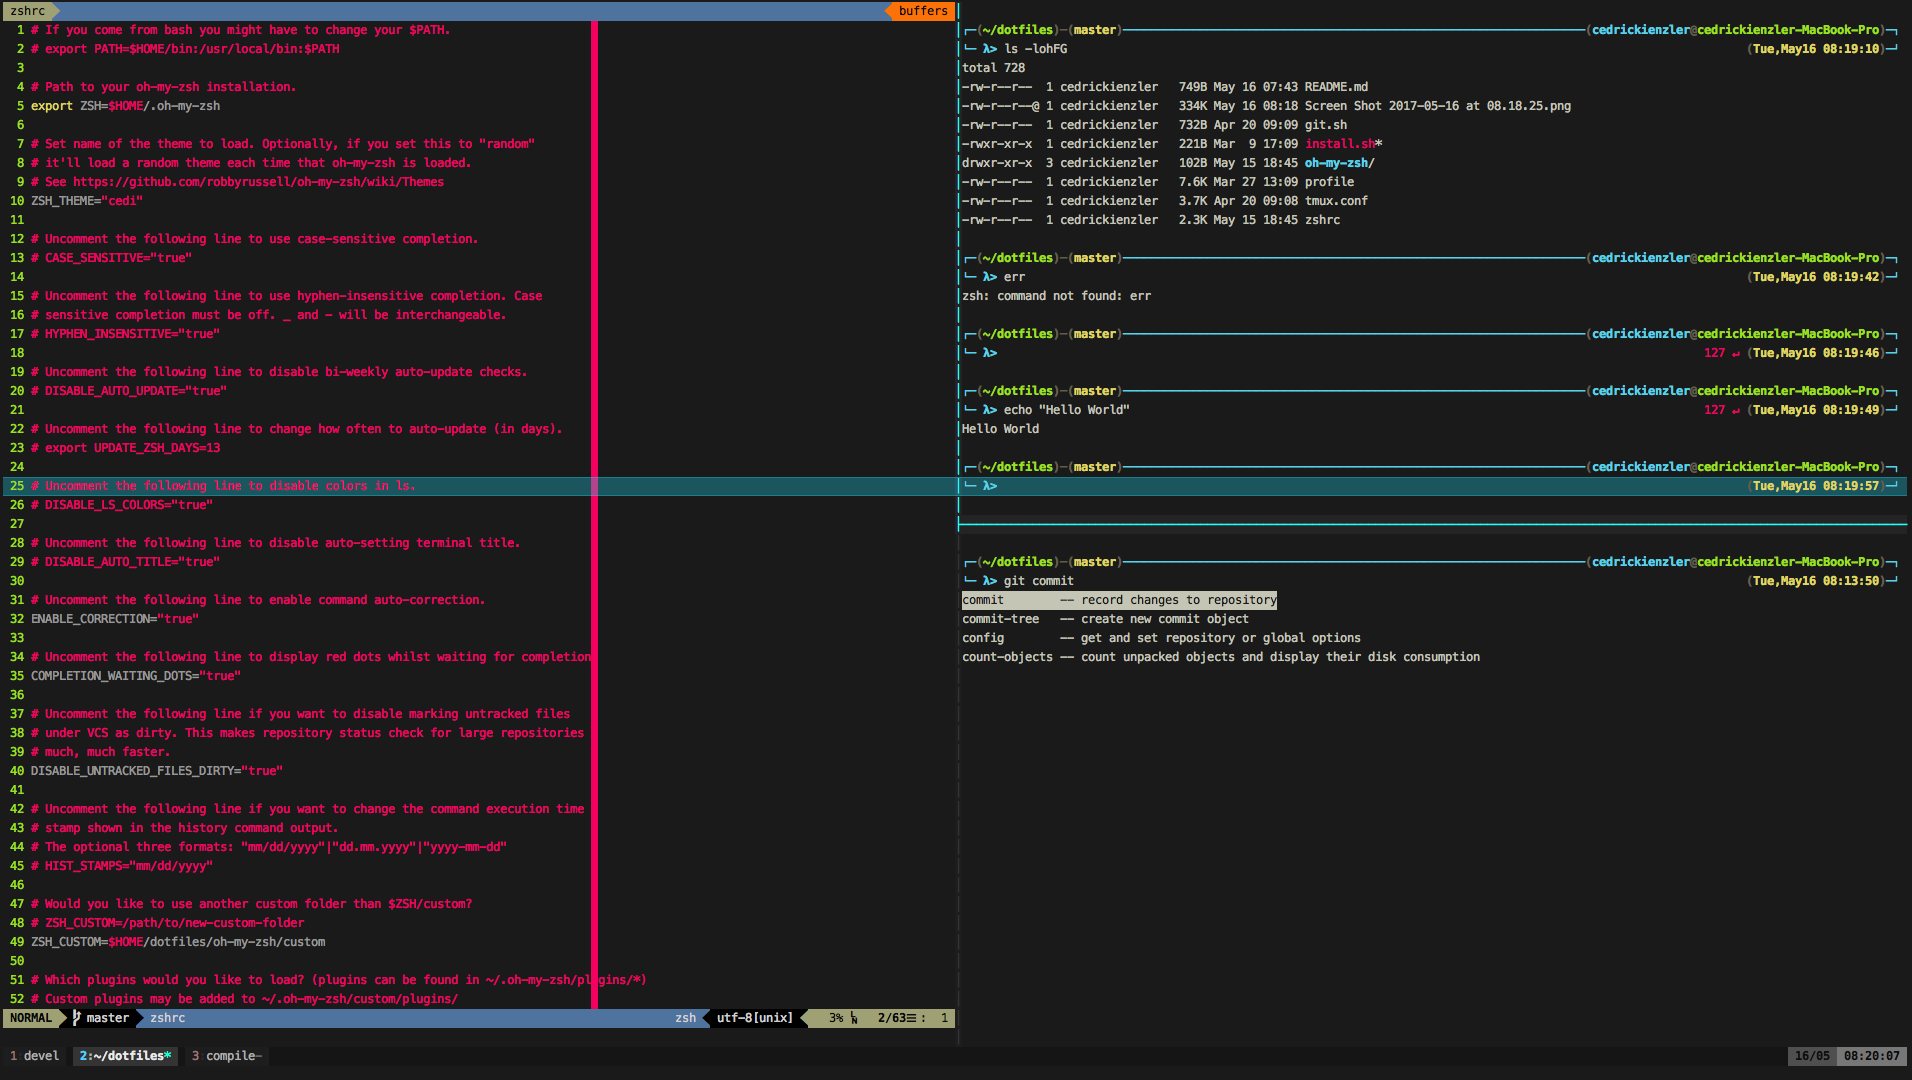 zshrc
buffers
1 # If you come from bash you might have to change your $PATH.
2 # export PATH=$HOME/bin:/usr/local/bin:$PATH
3
4 # Path to your oh-my-zsh installation.
5 export ZSH=$HOME/.oh-my-zsh
6
7 # Set name of the theme to load. Optionally, if you set this to "random"
8 # it'll load a random theme each time that oh-my-zsh is loaded.
9 # See https://github.com/robbyrussell/oh-my-zsh/wiki/Themes
10 ZSH_THEME="cedi"
11
12 # Uncomment the following line to use case-sensitive completion.
13 # CASE_SENSITIVE="true"
14
15 # Uncomment the following line to use hyphen-insensitive completion. Case
16 # sensitive completion must be off. _ and - will be interchangeable.
17 # HYPHEN_INSENSITIVE="true"
18
19 # Uncomment the following line to disable bi-weekly auto-update checks.
20 # DISABLE_AUTO_UPDATE="true"
21
22 # Uncomment the following line to change how often to auto-update (in days).
23 # export UPDATE_ZSH_DAYS=13
24
25 # Uncomment the following line to disable colors in ls.
26 # DISABLE_LS_COLORS="true"
27
28 # Uncomment the following line to disable auto-setting terminal title.
29 # DISABLE_AUTO_TITLE="true"
30
31 # Uncomment the following line to enable command auto-correction.
32 ENABLE_CORRECTION="true"
33
34 # Uncomment the following line to display red dots whilst waiting for completion
35 COMPLETION_WAITING_DOTS="true"
36
37 # Uncomment the following line if you want to disable marking untracked files
38 # under VCS as dirty. This makes repository status check for large repositories
39 # much, much faster.
40 DISABLE_UNTRACKED_FILES_DIRTY="true"
41
42 # Uncomment the following line if you want to change the command execution time
43 # stamp shown in the history command output.
44 # The optional three formats: "mm/dd/yyyy"|"dd.mm.yyyy"|"yyyy-mm-dd"
45 # HIST_STAMPS="mm/dd/yyyy"
46
47 # Would you like to use another custom folder than $ZSH/custom?
48 # ZSH_CUSTOM=/path/to/new-custom-folder
49 ZSH_CUSTOM=$HOME/dotfiles/oh-my-zsh/custom
50
51 # Which plugins would you like to load? (plugins can be found in ~/.oh-my-zsh/plugins/*)
52 # Custom plugins may be added to ~/.oh-my-zsh/custom/plugins/
NORMAL master zshrc zsh utf-8[unix] 3% 2/63 : 1
┌─(~/dotfiles)-(master)─(cedrickienzler@cedrickienzler-MacBook-Pro)─┐
└─ λ> ls -lohFG (Tue,May16 08:19:10)─┘
total 728
-rw-r--r-- 1 cedrickienzler 749B May 16 07:43 README.md
-rw-r--r--@ 1 cedrickienzler 334K May 16 08:18 Screen Shot 2017-05-16 at 08.18.25.png
-rw-r--r-- 1 cedrickienzler 732B Apr 20 09:09 git.sh
-rwxr-xr-x 1 cedrickienzler 221B Mar 9 17:09 install.sh*
drwxr-xr-x 3 cedrickienzler 102B May 15 18:45 oh-my-zsh/
-rw-r--r-- 1 cedrickienzler 7.6K Mar 27 13:09 profile
-rw-r--r-- 1 cedrickienzler 3.7K Apr 20 09:08 tmux.conf
-rw-r--r-- 1 cedrickienzler 2.3K May 15 18:45 zshrc
┌─(~/dotfiles)-(master)─(cedrickienzler@cedrickienzler-MacBook-Pro)─┐
└─ λ> err (Tue,May16 08:19:42)─┘
zsh: command not found: err
┌─(~/dotfiles)-(master)─(cedrickienzler@cedrickienzler-MacBook-Pro)─┐
└─ λ> 127 ↵ (Tue,May16 08:19:46)─┘
┌─(~/dotfiles)-(master)─(cedrickienzler@cedrickienzler-MacBook-Pro)─┐
└─ λ> echo "Hello World" 127 ↵ (Tue,May16 08:19:49)─┘
Hello World
┌─(~/dotfiles)-(master)─(cedrickienzler@cedrickienzler-MacBook-Pro)─┐
└─ λ> (Tue,May16 08:19:57)─┘
┌─(~/dotfiles)-(master)─(cedrickienzler@cedrickienzler-MacBook-Pro)─┐
└─ λ> git commit (Tue,May16 08:13:50)─┘
commit -- record changes to repository
commit-tree -- create new commit object
config -- get and set repository or global options
count-objects -- count unpacked objects and display their disk consumption
1 devel 2:~/dotfiles* 3 compile- 16/05 08:20:07